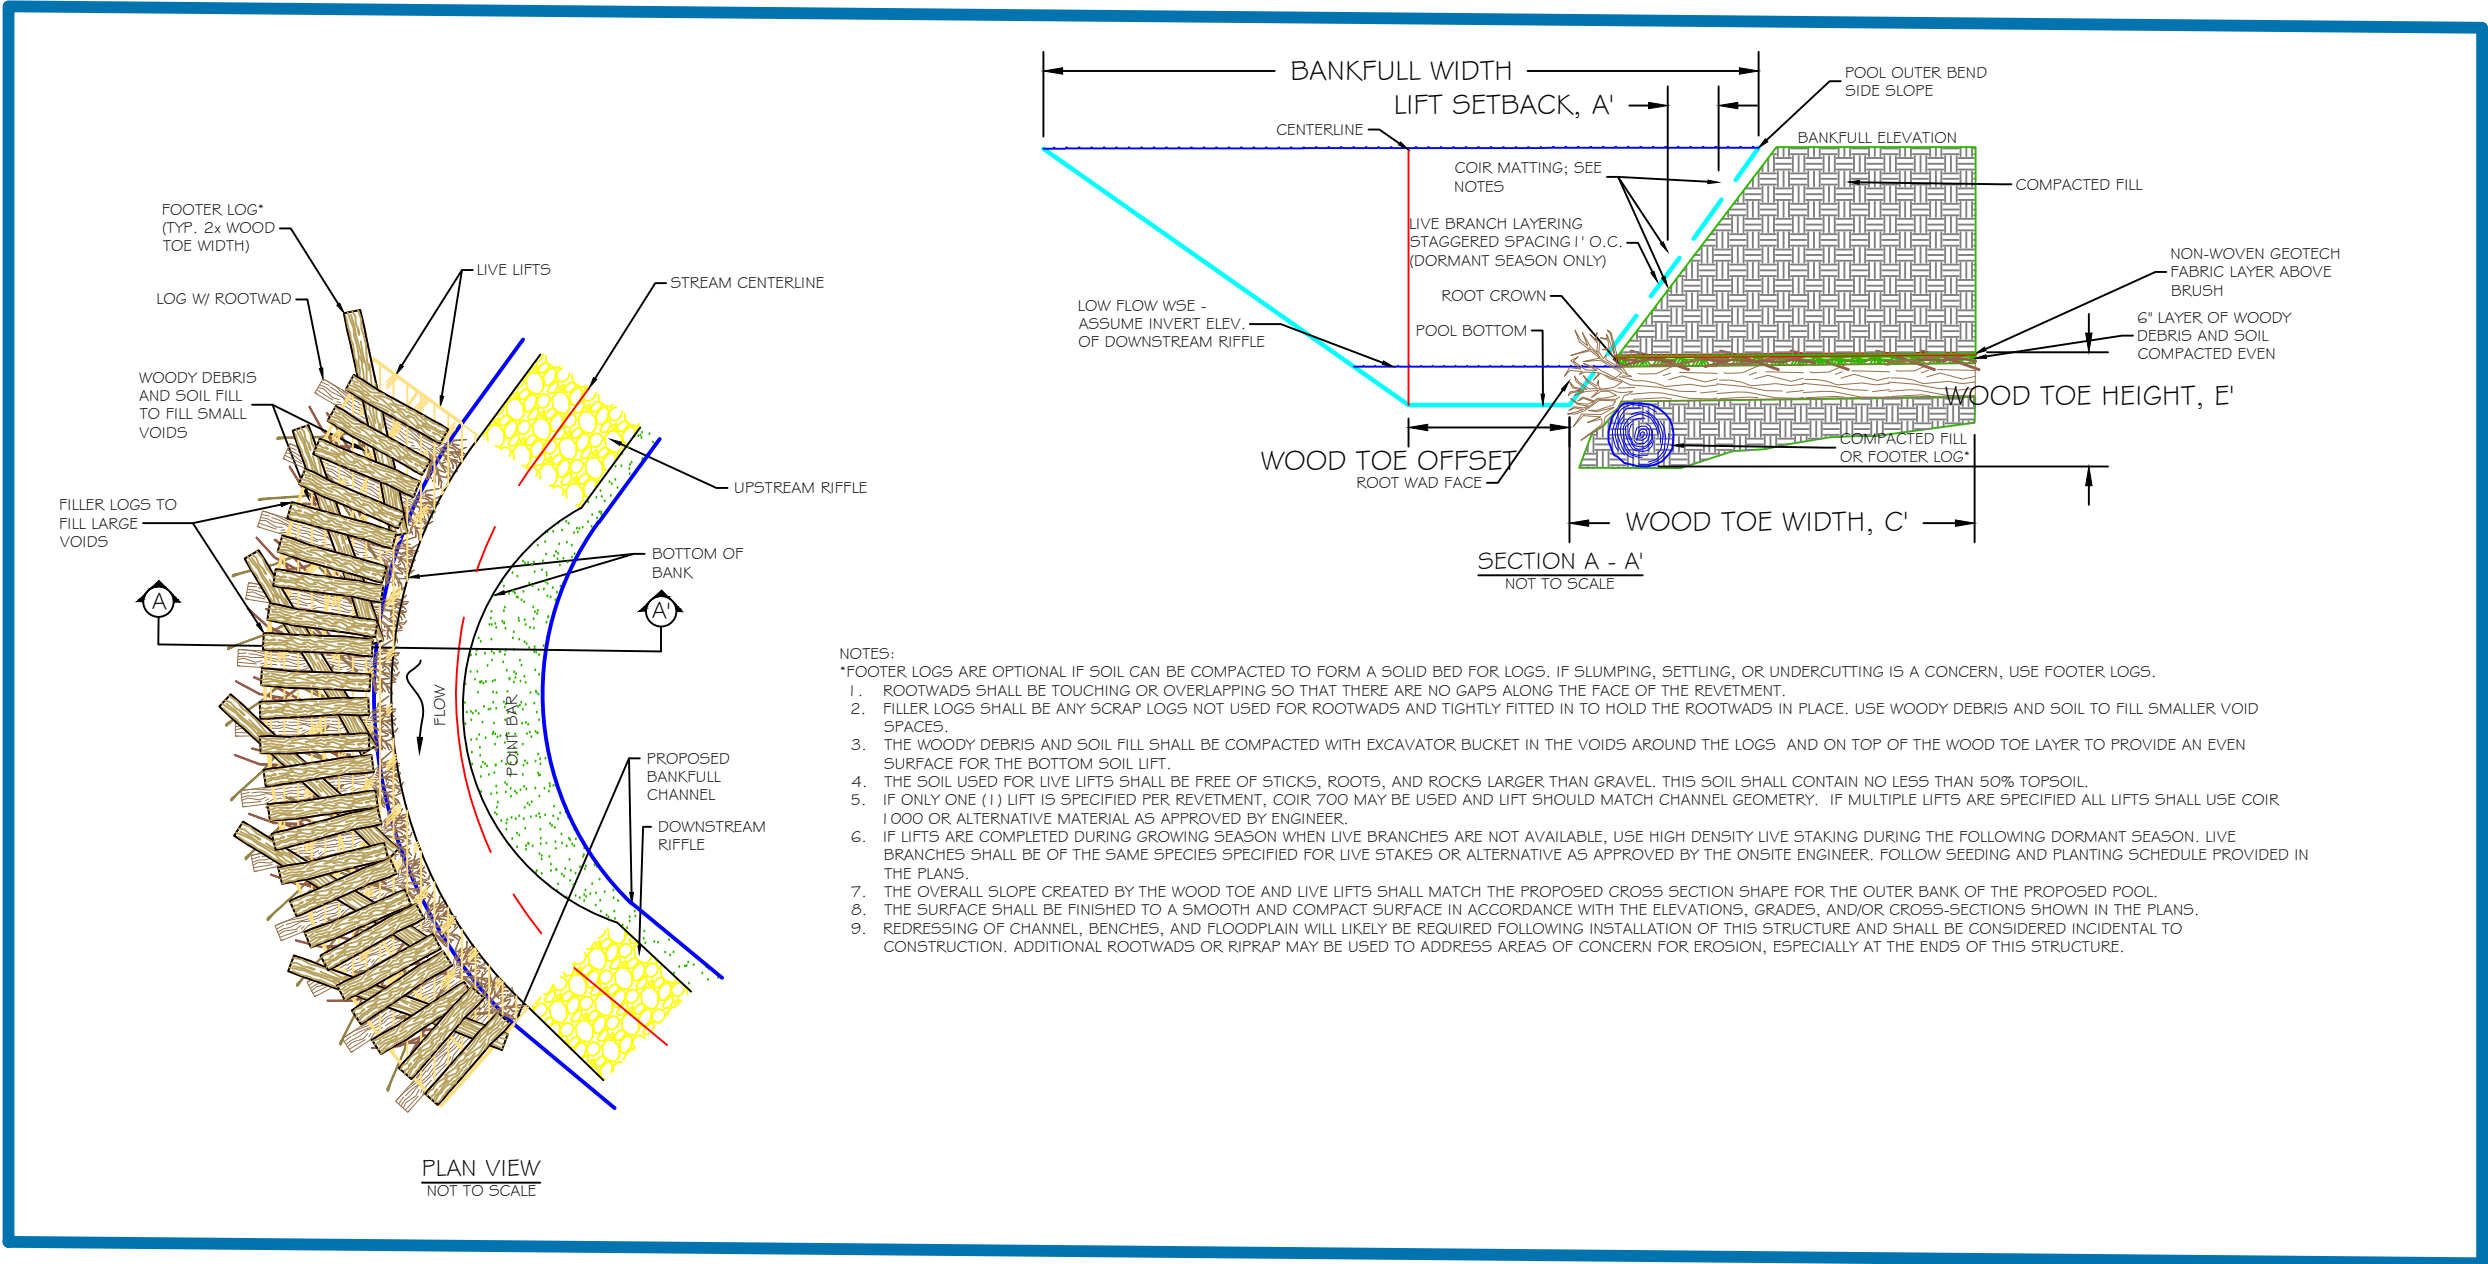 FOOTER LOG*
(TYP. 2x WOOD
TOE WIDTH)
LIVE LIFTS
STREAM CENTERLINE
LOG W/ ROOTWAD
WOODY DEBRIS
AND SOIL FILL
TO FILL SMALL
VOIDS
UPSTREAM RIFFLE
FILLER LOGS TO
FILL LARGE
VOIDS
BOTTOM OF
BANK
A
A'
FLOW
POINT BAR
PROPOSED
BANKFULL
CHANNEL
DOWNSTREAM
RIFFLE
PLAN VIEW
NOT TO SCALE
BANKFULL WIDTH
LIFT SETBACK, A'
POOL OUTER BEND
SIDE SLOPE
CENTERLINE
BANKFULL ELEVATION
COIR MATTING; SEE
NOTES
COMPACTED FILL
LIVE BRANCH LAYERING
STAGGERED SPACING 1' O.C.
(DORMANT SEASON ONLY)
NON-WOVEN GEOTECH
FABRIC LAYER ABOVE
BRUSH
ROOT CROWN
LOW FLOW WSE -
ASSUME INVERT ELEV.
OF DOWNSTREAM RIFFLE
POOL BOTTOM
6" LAYER OF WOODY
DEBRIS AND SOIL
COMPACTED EVEN
WOOD TOE HEIGHT, E'
COMPACTED FILL
OR FOOTER LOG*
WOOD TOE OFFSET
ROOT WAD FACE
WOOD TOE WIDTH, C'
SECTION A - A'
NOT TO SCALE
NOTES:
*FOOTER LOGS ARE OPTIONAL IF SOIL CAN BE COMPACTED TO FORM A SOLID BED FOR LOGS. IF SLUMPING, SETTLING, OR UNDERCUTTING IS A CONCERN, USE FOOTER LOGS.
1. ROOTWADS SHALL BE TOUCHING OR OVERLAPPING SO THAT THERE ARE NO GAPS ALONG THE FACE OF THE REVETMENT.
2. FILLER LOGS SHALL BE ANY SCRAP LOGS NOT USED FOR ROOTWADS AND TIGHTLY FITTED IN TO HOLD THE ROOTWADS IN PLACE. USE WOODY DEBRIS AND SOIL TO FILL SMALLER VOID
SPACES.
3. THE WOODY DEBRIS AND SOIL FILL SHALL BE COMPACTED WITH EXCAVATOR BUCKET IN THE VOIDS AROUND THE LOGS AND ON TOP OF THE WOOD TOE LAYER TO PROVIDE AN EVEN
SURFACE FOR THE BOTTOM SOIL LIFT.
4. THE SOIL USED FOR LIVE LIFTS SHALL BE FREE OF STICKS, ROOTS, AND ROCKS LARGER THAN GRAVEL. THIS SOIL SHALL CONTAIN NO LESS THAN 50% TOPSOIL.
5. IF ONLY ONE (1) LIFT IS SPECIFIED PER REVETMENT, COIR 700 MAY BE USED AND LIFT SHOULD MATCH CHANNEL GEOMETRY. IF MULTIPLE LIFTS ARE SPECIFIED ALL LIFTS SHALL USE COIR
1000 OR ALTERNATIVE MATERIAL AS APPROVED BY ENGINEER.
6. IF LIFTS ARE COMPLETED DURING GROWING SEASON WHEN LIVE BRANCHES ARE NOT AVAILABLE, USE HIGH DENSITY LIVE STAKING DURING THE FOLLOWING DORMANT SEASON. LIVE
BRANCHES SHALL BE OF THE SAME SPECIES SPECIFIED FOR LIVE STAKES OR ALTERNATIVE AS APPROVED BY THE ONSITE ENGINEER. FOLLOW SEEDING AND PLANTING SCHEDULE PROVIDED IN
THE PLANS.
7. THE OVERALL SLOPE CREATED BY THE WOOD TOE AND LIVE LIFTS SHALL MATCH THE PROPOSED CROSS SECTION SHAPE FOR THE OUTER BANK OF THE PROPOSED POOL.
8. THE SURFACE SHALL BE FINISHED TO A SMOOTH AND COMPACT SURFACE IN ACCORDANCE WITH THE ELEVATIONS, GRADES, AND/OR CROSS-SECTIONS SHOWN IN THE PLANS.
9. REDRESSING OF CHANNEL, BENCHES, AND FLOODPLAIN WILL LIKELY BE REQUIRED FOLLOWING INSTALLATION OF THIS STRUCTURE AND SHALL BE CONSIDERED INCIDENTAL TO
CONSTRUCTION. ADDITIONAL ROOTWADS OR RIPRAP MAY BE USED TO ADDRESS AREAS OF CONCERN FOR EROSION, ESPECIALLY AT THE ENDS OF THIS STRUCTURE.